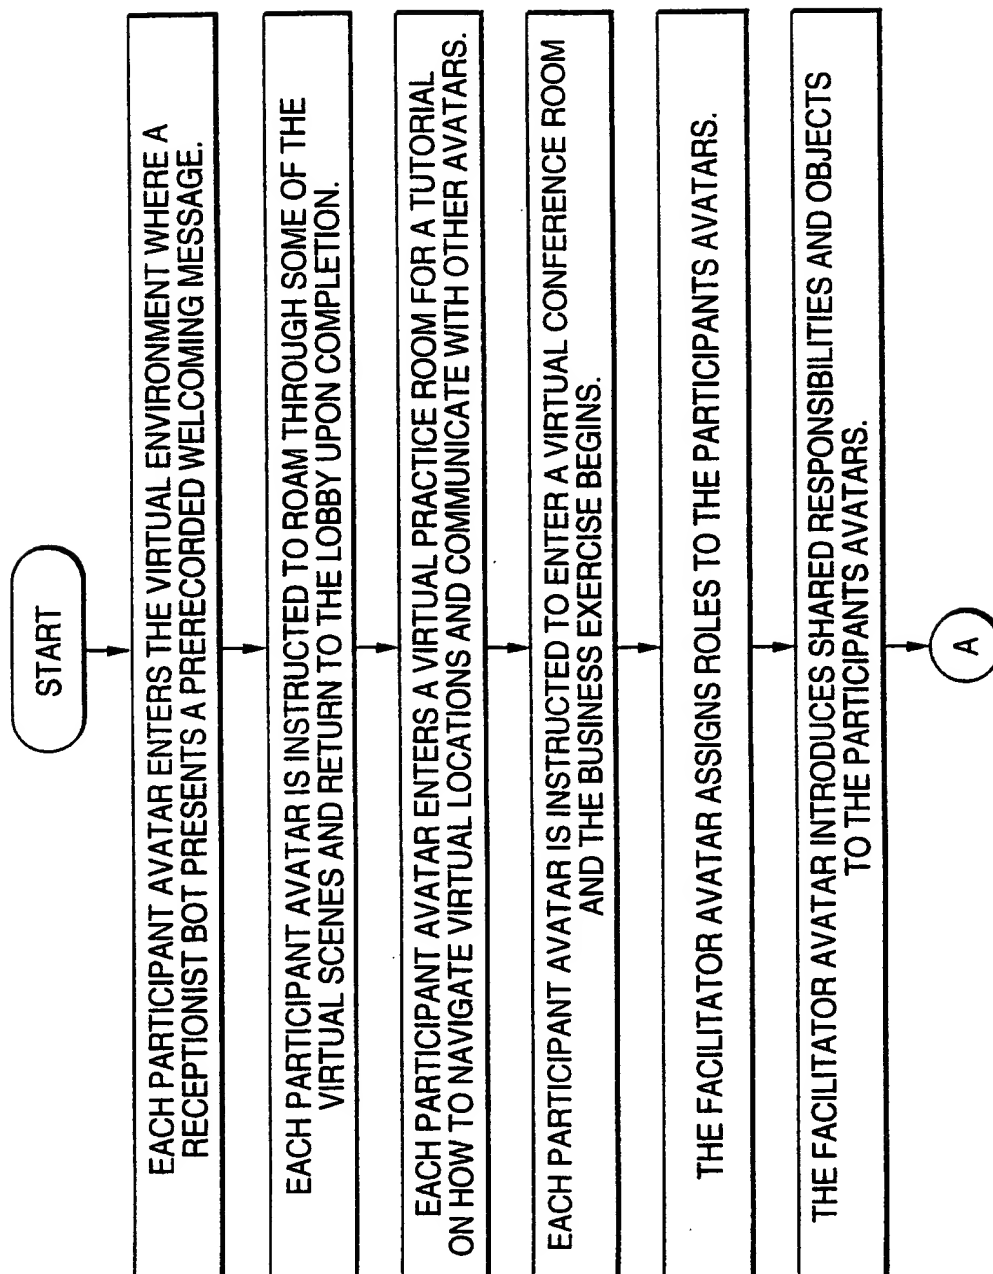 START
EACH PARTICIPANT AVATAR ENTERS THE VIRTUAL ENVIRONMENT WHERE A
RECEPTIONIST BOT PRESENTS A PRERECORDED WELCOMING MESSAGE.
EACH PARTICIPANT AVATAR IS INSTRUCTED TO ROAM THROUGH SOME OF THE
VIRTUAL SCENES AND RETURN TO THE LOBBY UPON COMPLETION.
EACH PARTICIPANT AVATAR ENTERS A VIRTUAL PRACTICE ROOM FOR A TUTORIAL
ON HOW TO NAVIGATE VIRTUAL LOCATIONS AND COMMUNICATE WITH OTHER AVATARS.
EACH PARTICIPANT AVATAR IS INSTRUCTED TO ENTER A VIRTUAL CONFERENCE ROOM
AND THE BUSINESS EXERCISE BEGINS.
THE FACILITATOR AVATAR ASSIGNS ROLES TO THE PARTICIPANTS AVATARS.
THE FACILITATOR AVATAR INTRODUCES SHARED RESPONSIBILITIES AND OBJECTS
TO THE PARTICIPANTS AVATARS.
A